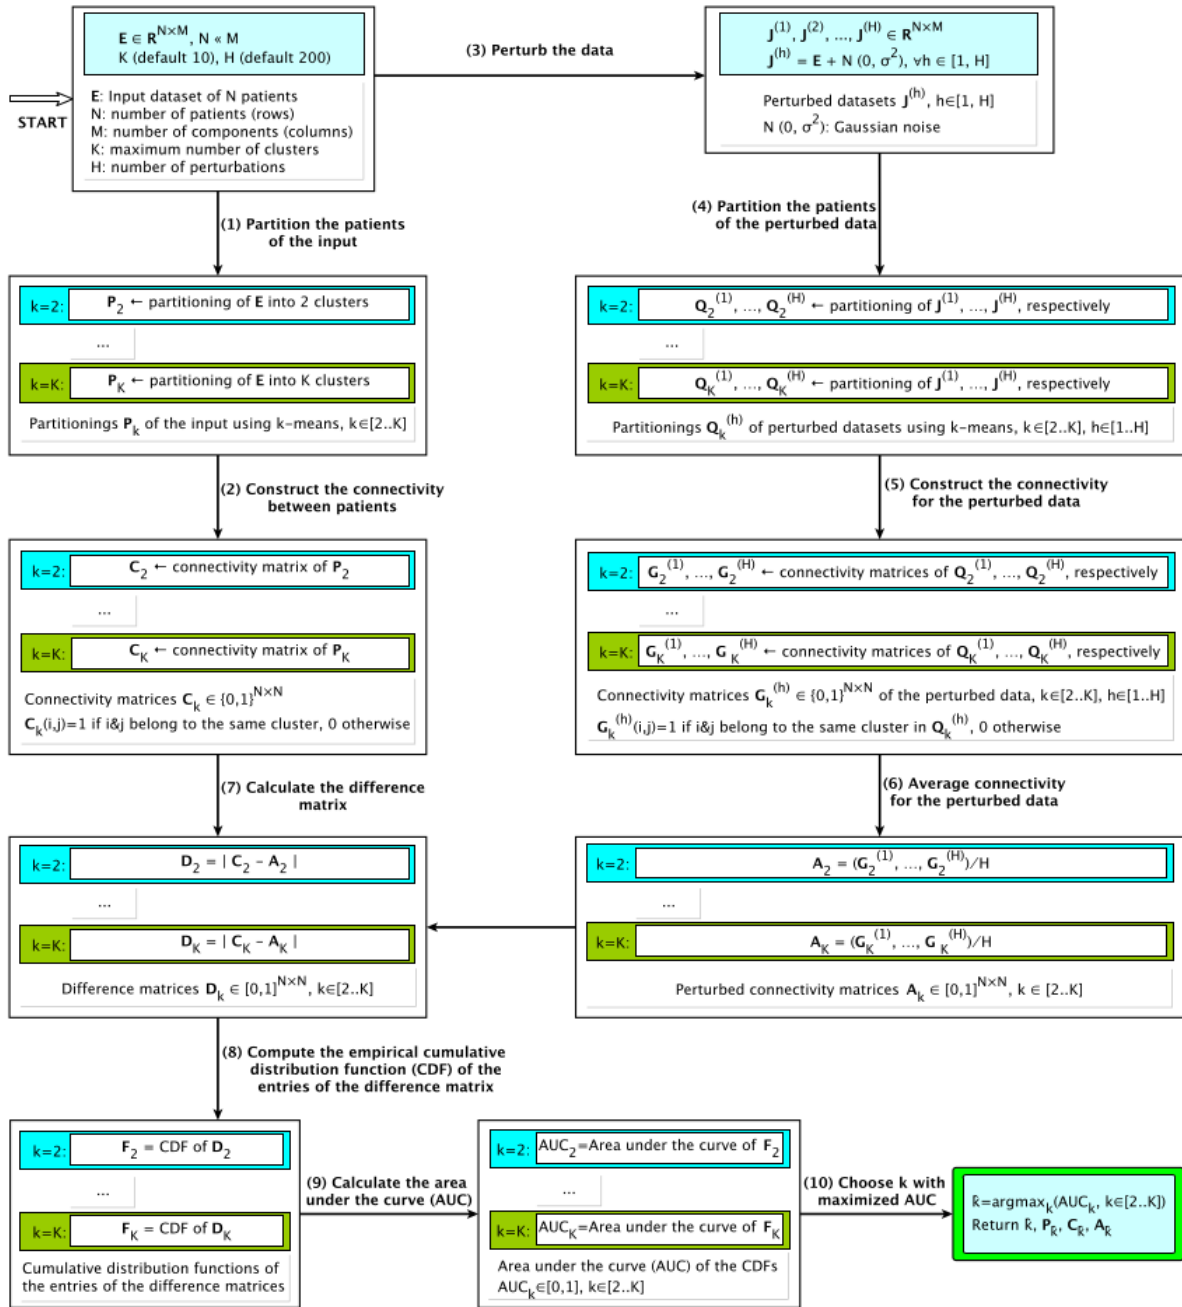 E ∈ R^{N×M}, N « M
K (default 10), H (default 200)
START
E: Input dataset of N patients
N: number of patients (rows)
M: number of components (columns)
K: maximum number of clusters
H: number of perturbations
(3) Perturb the data
J^{(1)}, J^{(2)}, ..., J^{(H)} ∈ R^{N×M}
J^{(h)} = E + N (0, σ^2), ∀h ∈ [1, H]
Perturbed datasets J^{(h)}, h∈[1, H]
N (0, σ^2): Gaussian noise
(1) Partition the patients
of the input
(4) Partition the patients
of the perturbed data
k=2: P_2 ← partitioning of E into 2 clusters
...
k=K: P_K ← partitioning of E into K clusters
Partitionings P_k of the input using k-means, k∈[2..K]
k=2: Q_2^{(1)}, ..., Q_2^{(H)} ← partitioning of J^{(1)}, ..., J^{(H)}, respectively
...
k=K: Q_K^{(1)}, ..., Q_K^{(H)} ← partitioning of J^{(1)}, ..., J^{(H)}, respectively
Partitionings Q_k^{(h)} of perturbed datasets using k-means, k∈[2..K], h∈[1..H]
(2) Construct the connectivity
between patients
(5) Construct the connectivity
for the perturbed data
k=2: C_2 ← connectivity matrix of P_2
...
k=K: C_K ← connectivity matrix of P_K
Connectivity matrices C_k ∈ {0,1}^{N×N}
C_k(i,j)=1 if i&j belong to the same cluster, 0 otherwise
k=2: G_2^{(1)}, ..., G_2^{(H)} ← connectivity matrices of Q_2^{(1)}, ..., Q_2^{(H)}, respectively
...
k=K: G_K^{(1)}, ..., G_K^{(H)} ← connectivity matrices of Q_K^{(1)}, ..., Q_K^{(H)}, respectively
Connectivity matrices G_k^{(h)} ∈ {0,1}^{N×N} of the perturbed data, k∈[2..K], h∈[1..H]
G_k^{(h)}(i,j)=1 if i&j belong to the same cluster in Q_k^{(h)}, 0 otherwise
(7) Calculate the difference
matrix
(6) Average connectivity
for the perturbed data
k=2: D_2 = | C_2 - A_2 |
...
k=K: D_K = | C_K - A_K |
Difference matrices D_k ∈ [0,1]^{N×N}, k∈[2..K]
k=2: A_2 = (G_2^{(1)}, ..., G_2^{(H)})/H
...
k=K: A_K = (G_K^{(1)}, ..., G_K^{(H)})/H
Perturbed connectivity matrices A_k ∈ [0,1]^{N×N}, k ∈ [2..K]
(8) Compute the empirical cumulative
distribution function (CDF) of the
entries of the difference matrix
k=2: F_2 = CDF of D_2
...
k=K: F_K = CDF of D_K
Cumulative distribution functions of
the entries of the difference matrices
(9) Calculate the area
under the curve (AUC)
k=2: AUC_2=Area under the curve of F_2
...
k=K: AUC_K=Area under the curve of F_K
Area under the curve (AUC) of the CDFs
AUC_k∈[0,1], k∈[2..K]
(10) Choose k with
maximized AUC
k̂=argmax_k(AUC_k, k∈[2..K])
Return k̂, P_k̂, C_k̂, A_k̂